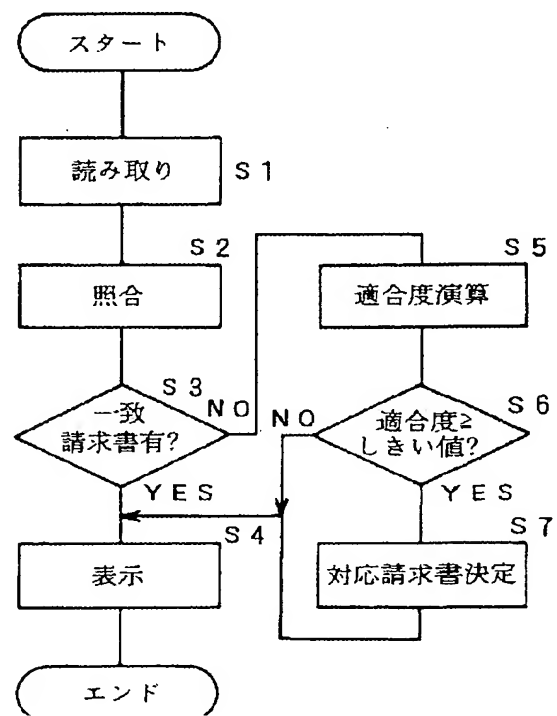 スタート
読み取り
S1
S2
照合
S3
一致
請求書有?
NO
YES
S4
表示
エンド
S5
適合度演算
S6
適合度≥
しきい値?
NO
YES
S7
対応請求書決定